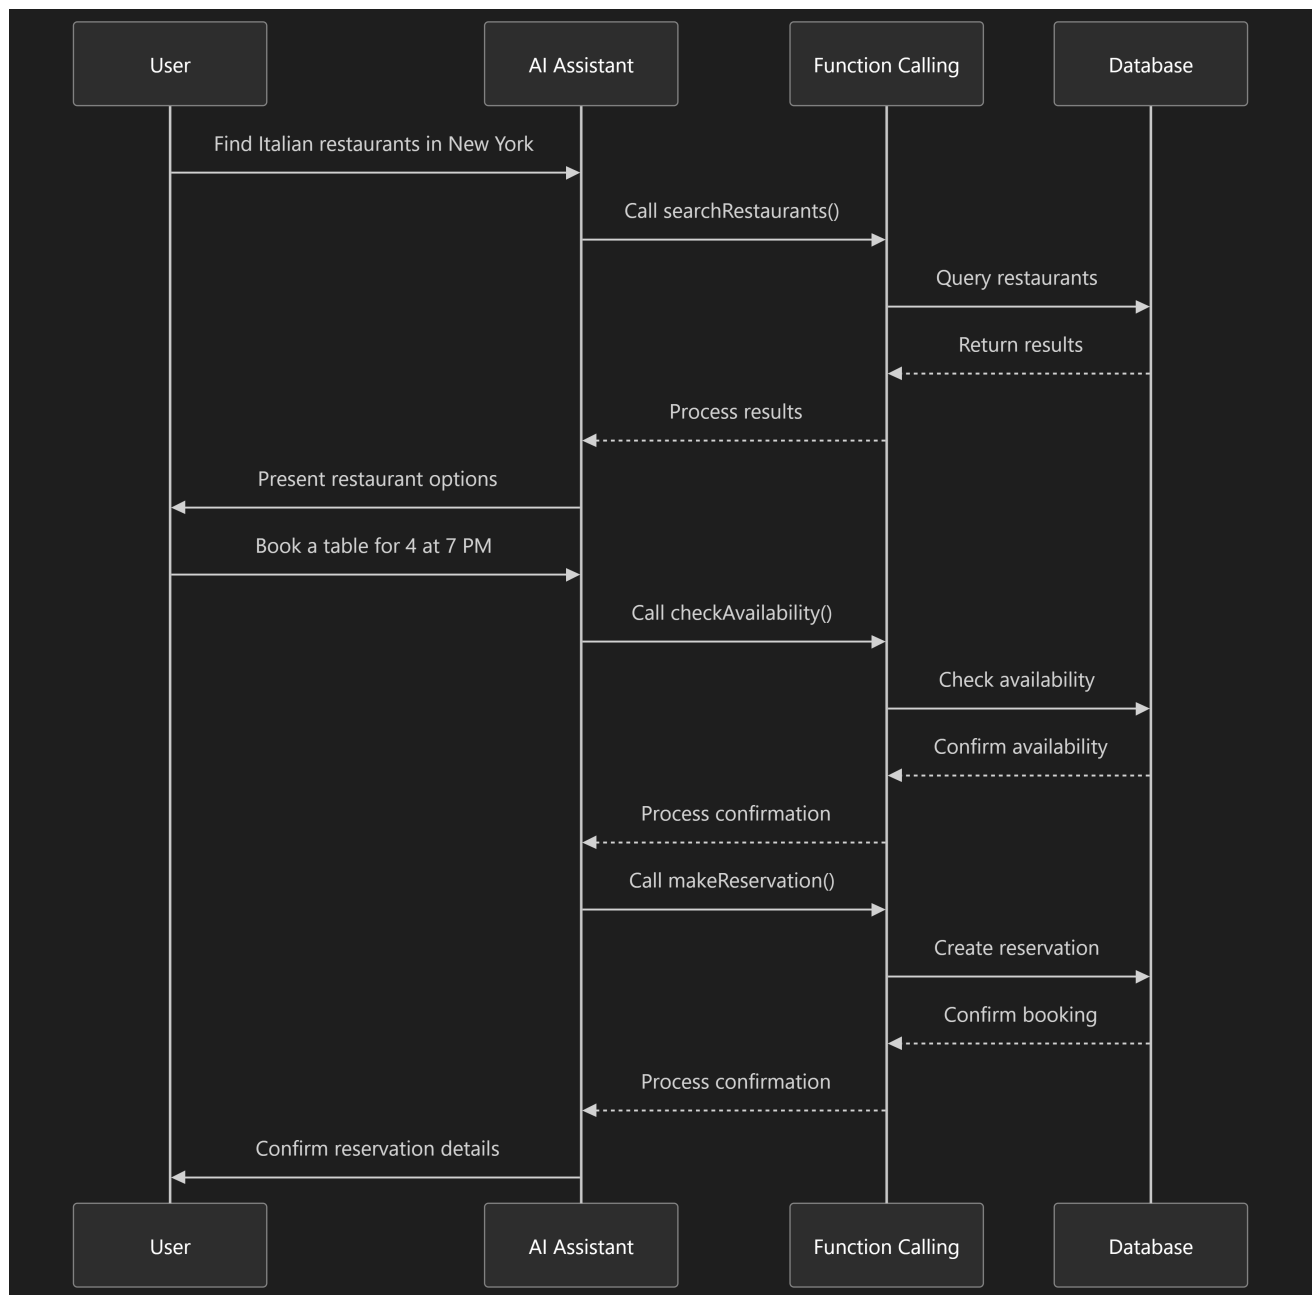 User
AI Assistant
Function Calling
Database
Find Italian restaurants in New York
Call searchRestaurants()
Query restaurants
Return results
Process results
Present restaurant options
Book a table for 4 at 7 PM
Call checkAvailability()
Check availability
Confirm availability
Process confirmation
Call makeReservation()
Create reservation
Confirm booking
Process confirmation
Confirm reservation details
User
AI Assistant
Function Calling
Database